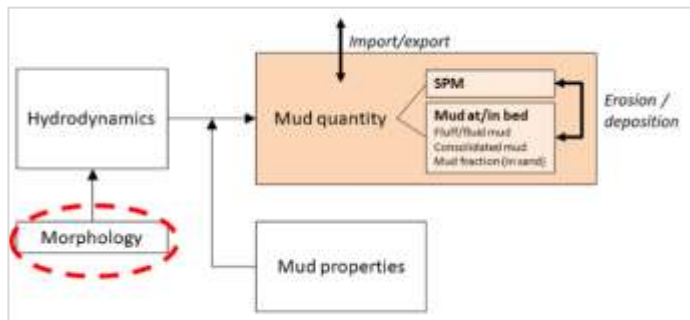 Import/export
Hydrodynamics
Mud quantity
SPM
Mud at/in bed
Fluff/fluid mud
Consolidated mud
Mud fraction (in sand)
Erosion /
deposition
Morphology
Mud properties